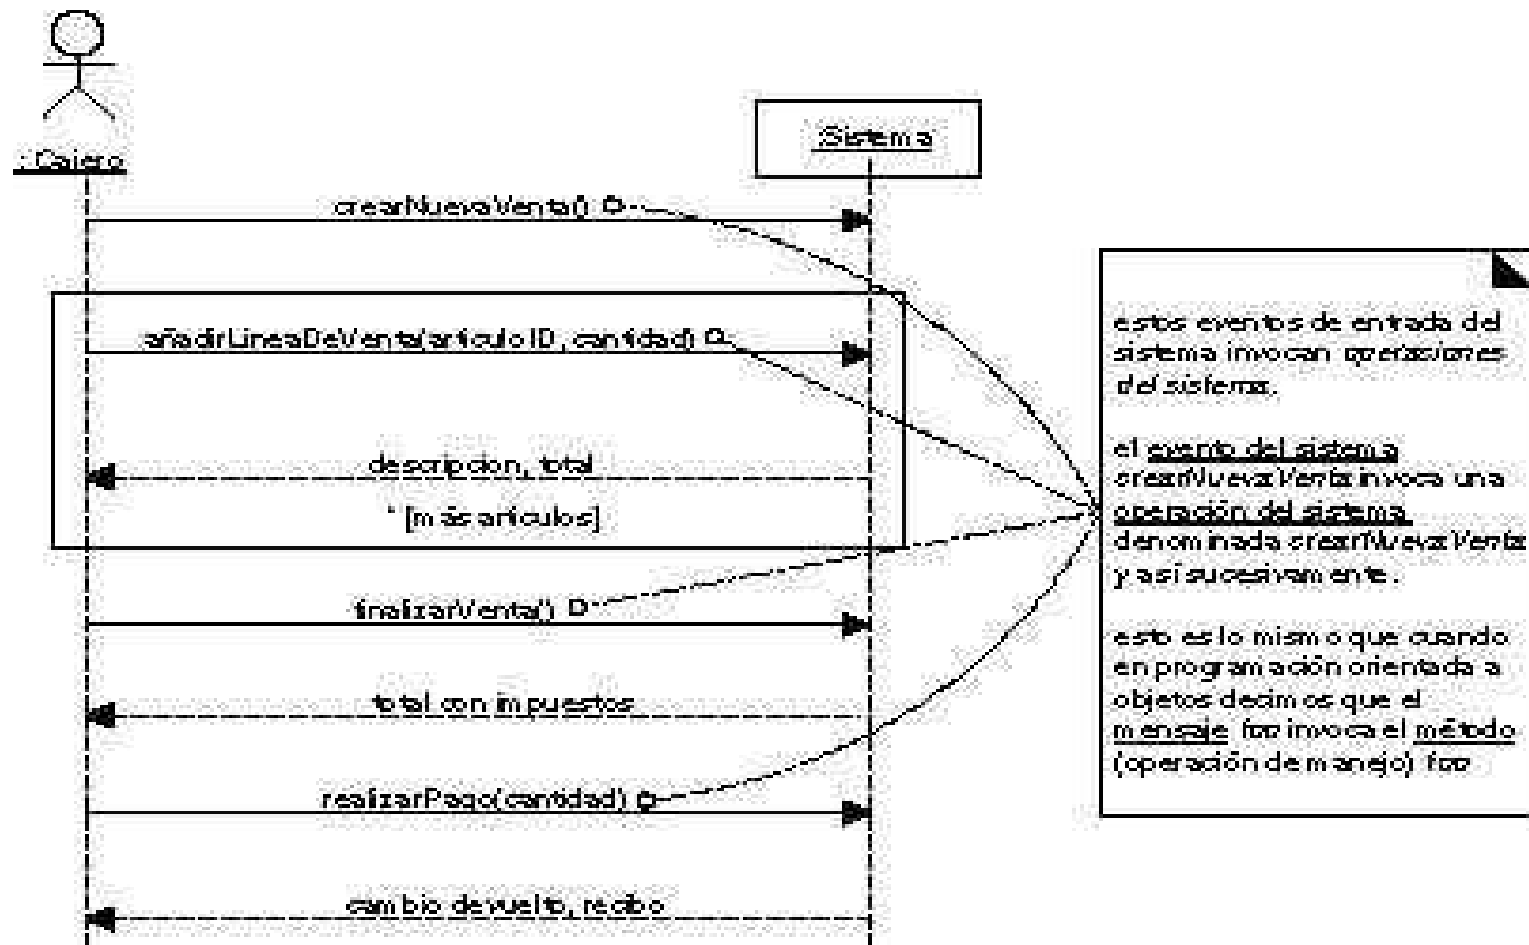 : Cajero
:Sistema
crearNuevaVenta()
añadirLineaDeVenta(articulo ID, cantidad)
descripcion, total
* [más articulos]
finalizarVenta()
total con impuestos
realizarPago(cantidad)
cambio devuelto, recibo
estos eventos de entrada del
sistema invocan operaciones
del sistema.
el evento del sistema
crearNuevaVenta invoca una
operación del sistema
denominada crearNuevaVenta
y así sucesivamente.
esto es lo mismo que cuando
en programación orientada a
objetos decimos que el
mensaje foo invoca el método
(operación de manejo) foo